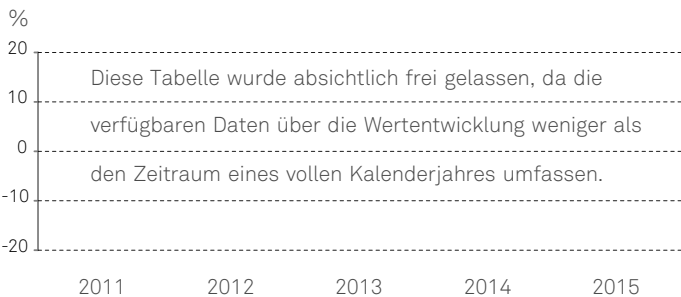 %
20
Diese Tabelle wurde absichtlich frei gelassen, da die
10
verfügbaren Daten über die Wertentwicklung weniger als
0
den Zeitraum eines vollen Kalenderjahres umfassen.
-10
-20
2011 2012 2013 2014 2015